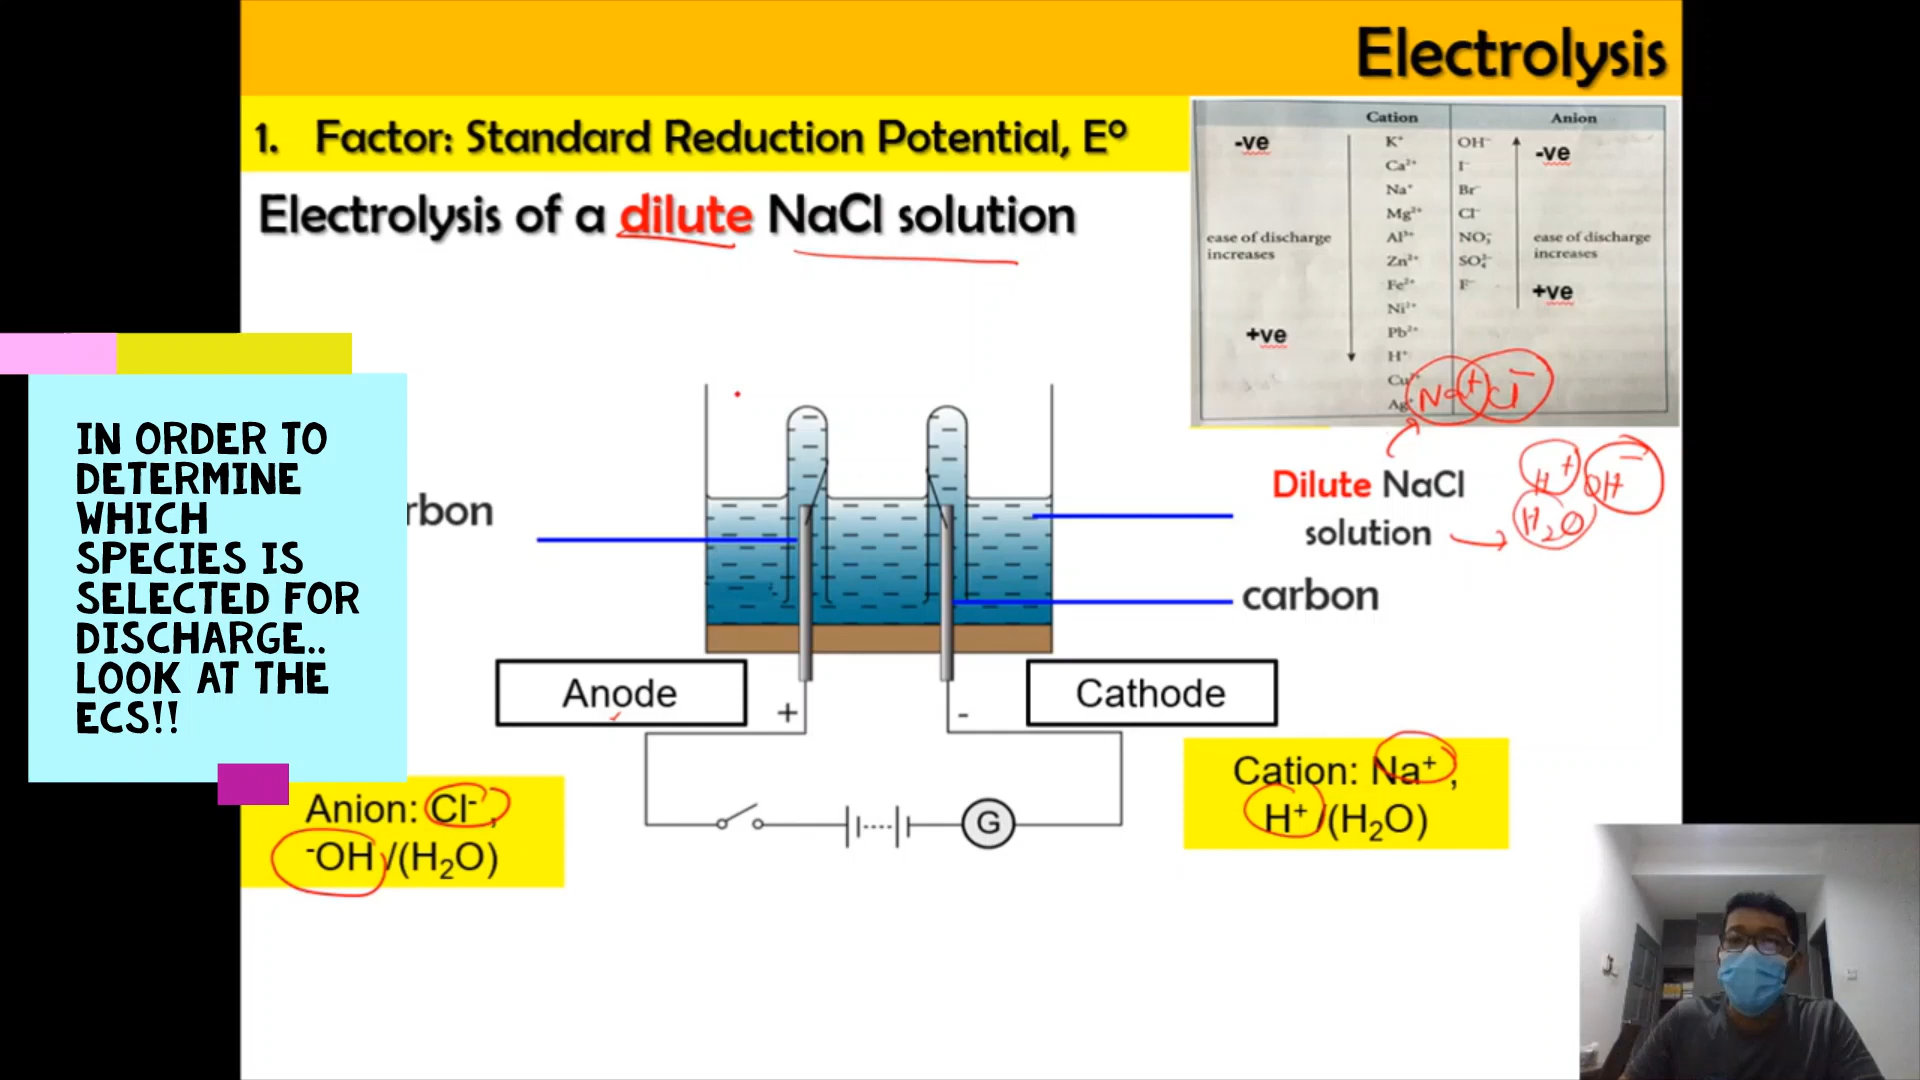 Electrolysis
1. Factor: Standard Reduction Potential, E°
Electrolysis of a dilute NaCl solution
Cation Anion
-ve K⁺ OH⁻ -ve
Ca²⁺ I⁻
Na⁺ Br⁻
Mg²⁺ Cl⁻
ease of discharge increases Al³⁺ NO₃⁻ ease of discharge increases
Zn²⁺ SO₄²⁻
Fe²⁺ F⁻ +ve
Ni²⁺
+ve Pb²⁺
H⁺
Cu²⁺
Ag⁺
Na⁺ Cl⁻
IN ORDER TO
DETERMINE
WHICH
SPECIES IS
SELECTED FOR
DISCHARGE..
LOOK AT THE
ECS!!
rbon
Dilute NaCl
solution
H⁺ OH⁻
H₂O
carbon
Anode
+
-
Cathode
G
Anion: Cl⁻,
⁻OH/(H₂O)
Cation: Na⁺,
H⁺/(H₂O)